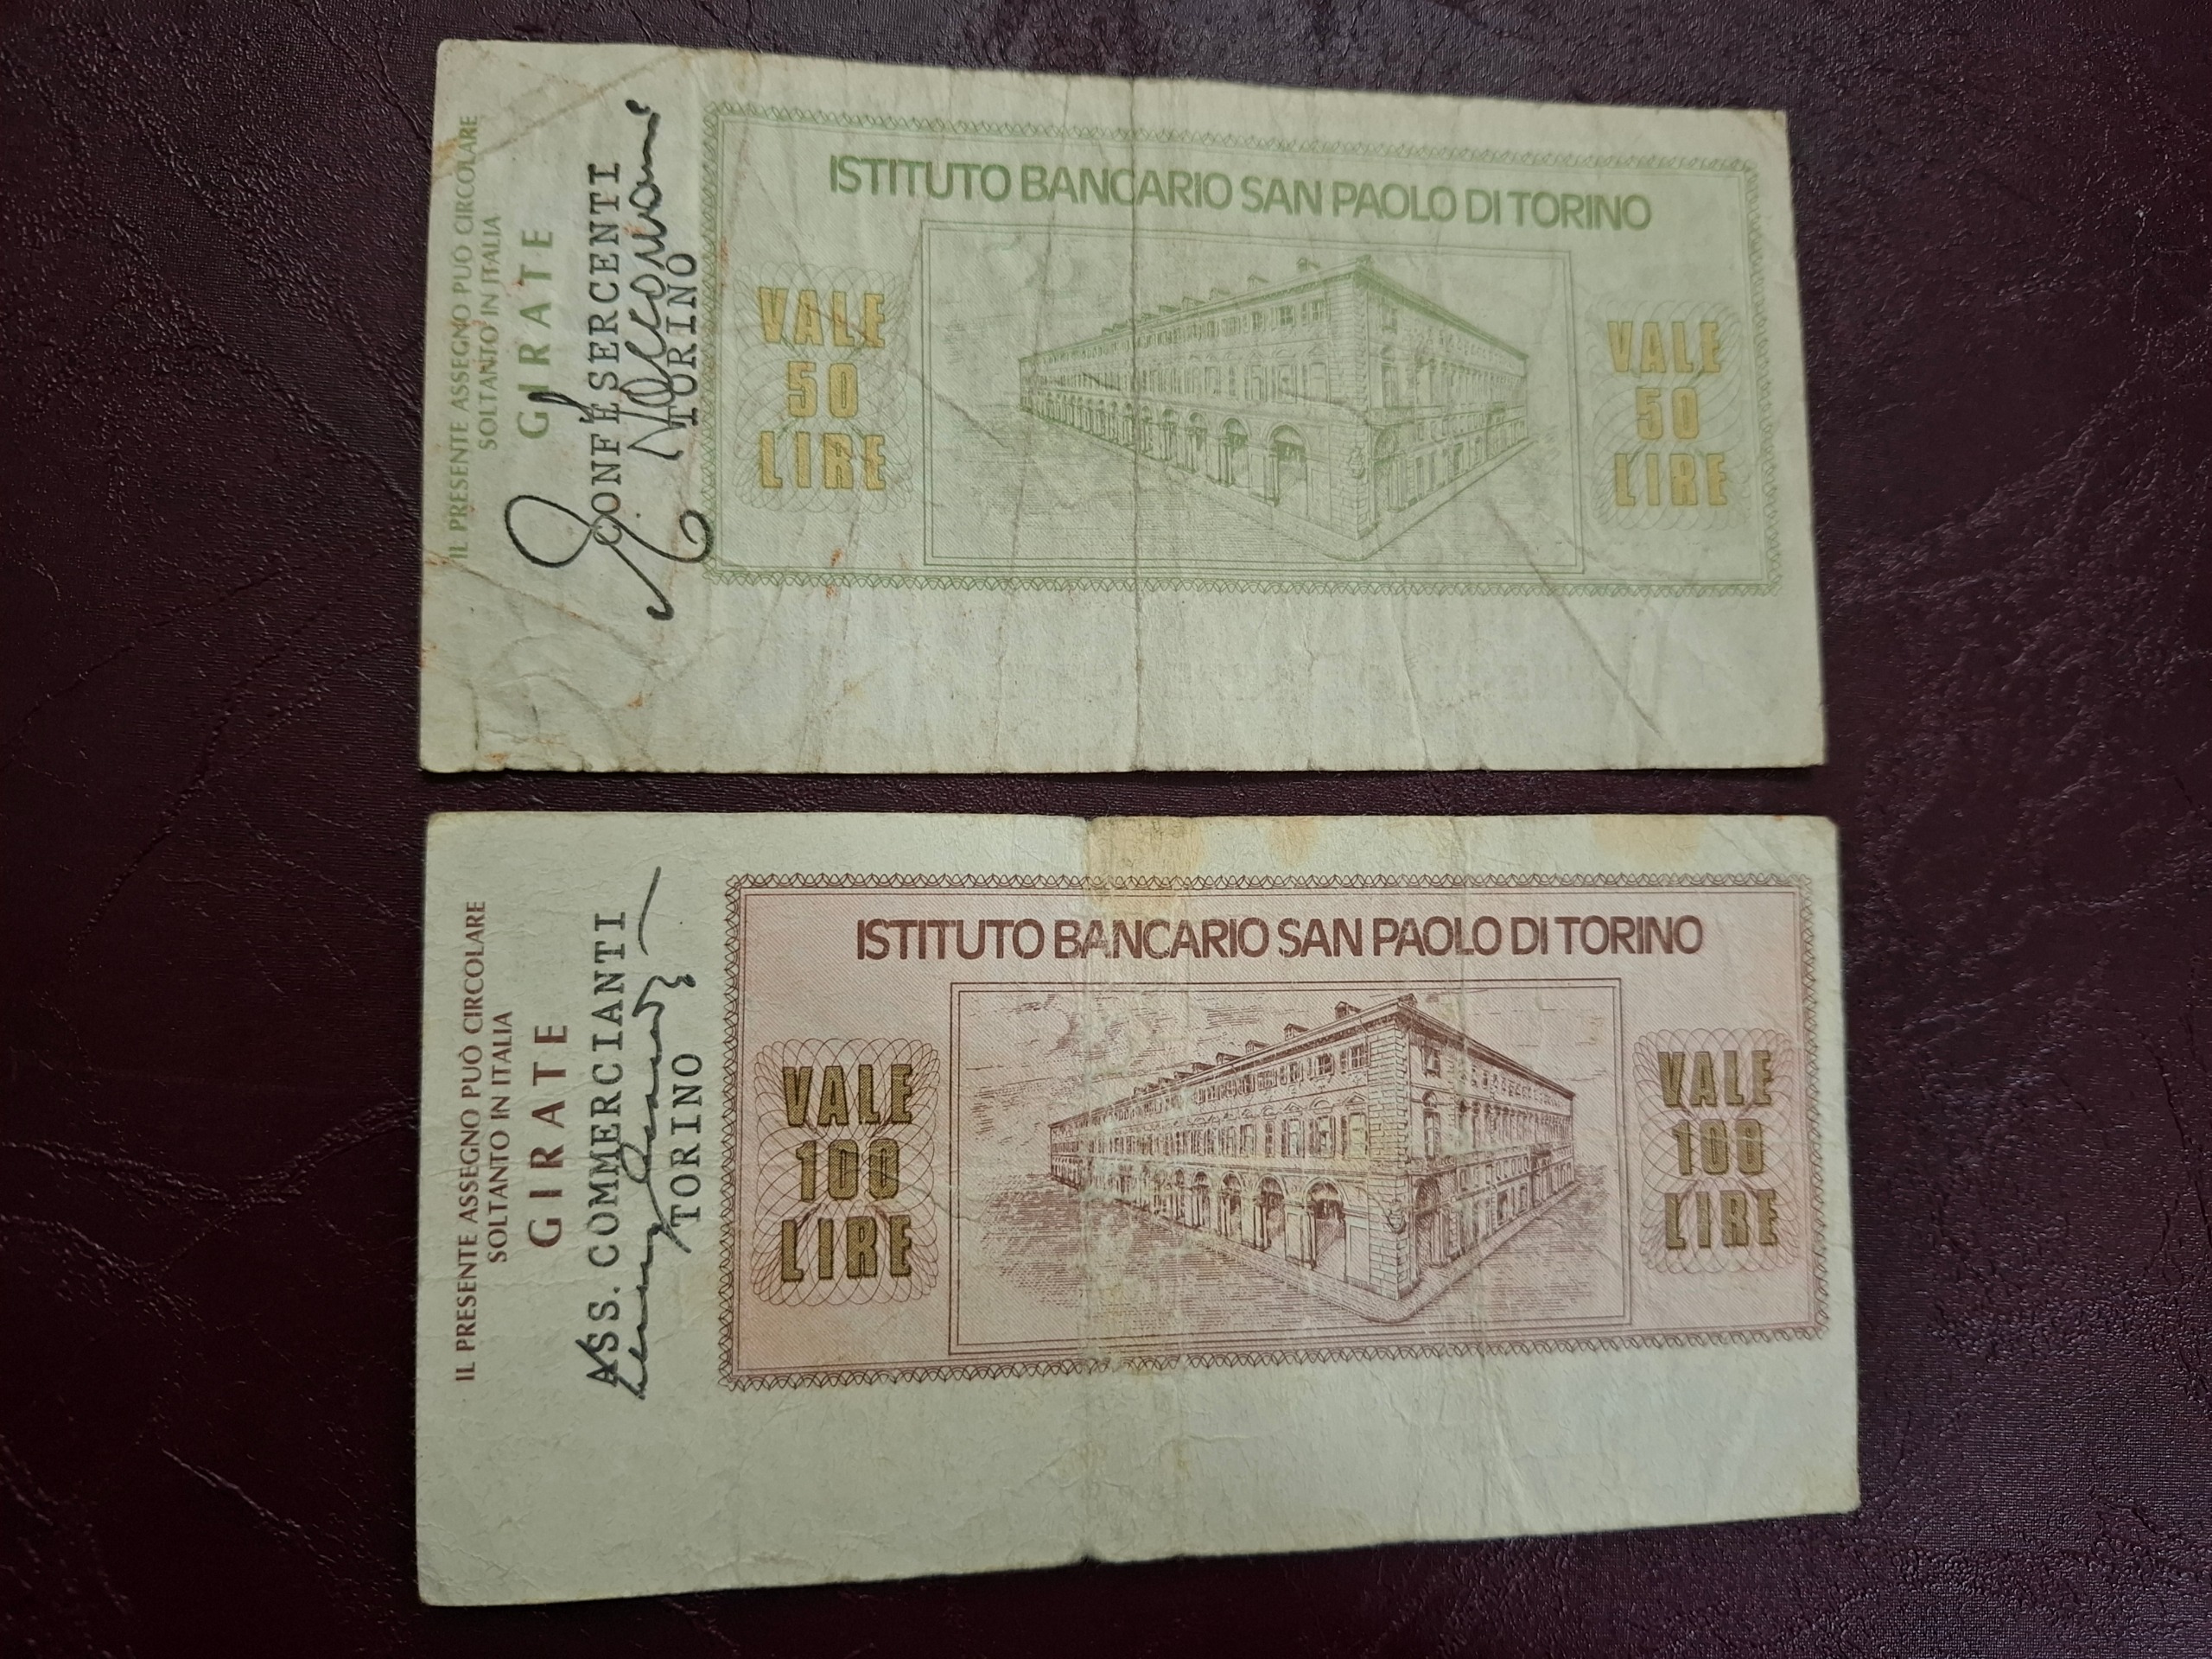 IL PRESENTE ASSEGNO PUÒ CIRCOLARE
SOLTANTO IN ITALIA
GIRATE
CONFESERCENTI
TORINO
ISTITUTO BANCARIO SAN PAOLO DI TORINO
VALE
50
LIRE
VALE
50
LIRE
IL PRESENTE ASSEGNO PUÒ CIRCOLARE
SOLTANTO IN ITALIA
GIRATE
ASS. COMMERCIANTI
TORINO
ISTITUTO BANCARIO SAN PAOLO DI TORINO
VALE
100
LIRE
VALE
100
LIRE